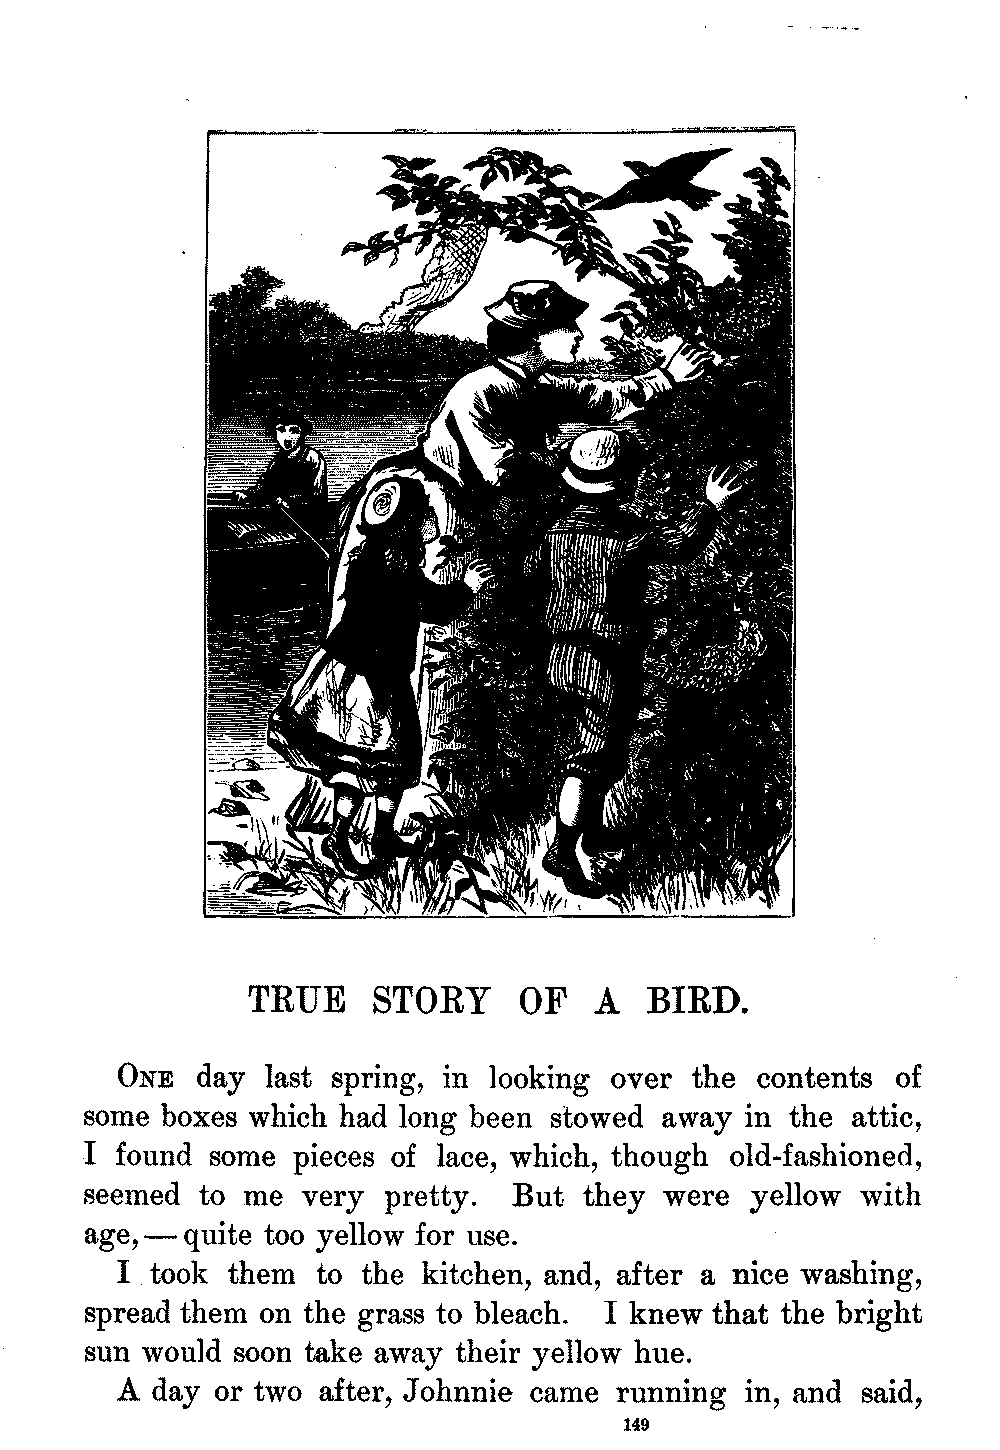 TRUE STORY OF A BIRD.
ONE day last spring, in looking over the contents of
some boxes which had long been stowed away in the attic,
I found some pieces of lace, which, though old-fashioned,
seemed to me very pretty. But they were yellow with
age,—quite too yellow for use.
I took them to the kitchen, and, after a nice washing,
spread them on the grass to bleach. I knew that the bright
sun would soon take away their yellow hue.
A day or two after, Johnnie came running in, and said,
149